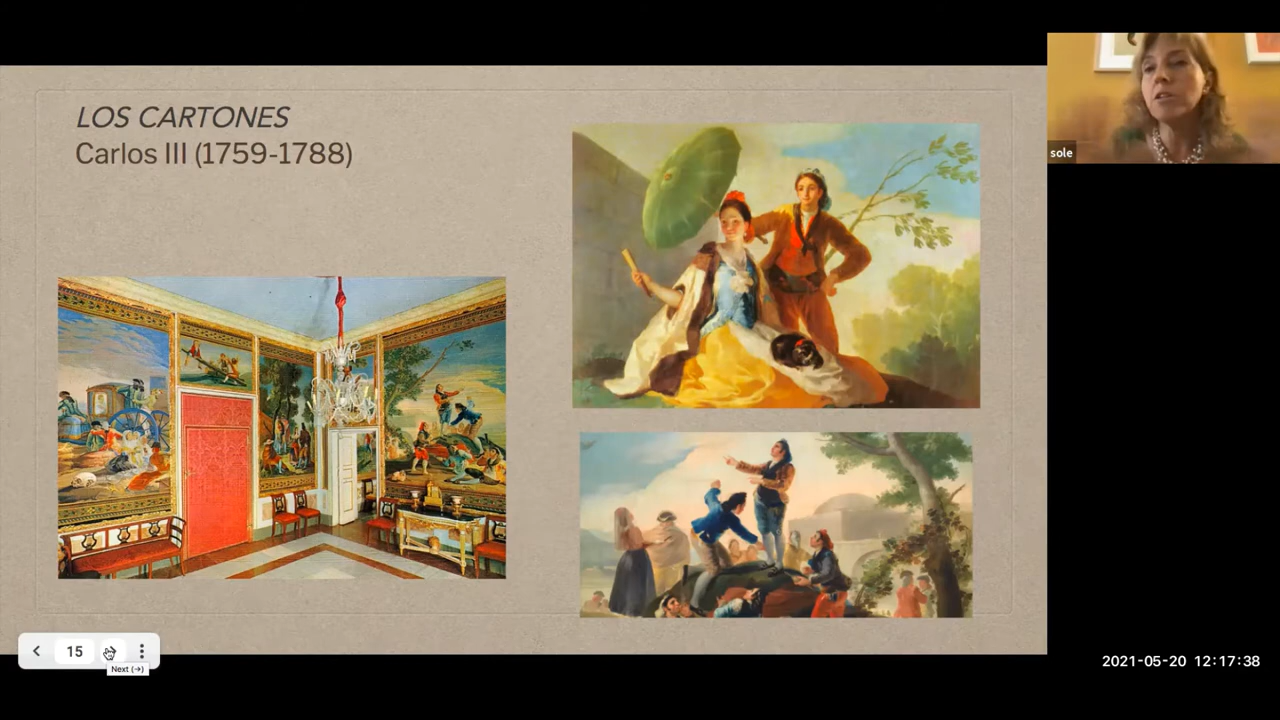 LOS CARTONES
Carlos III (1759-1788)
sole
15
Next (→)
2021-05-20 12:17:38